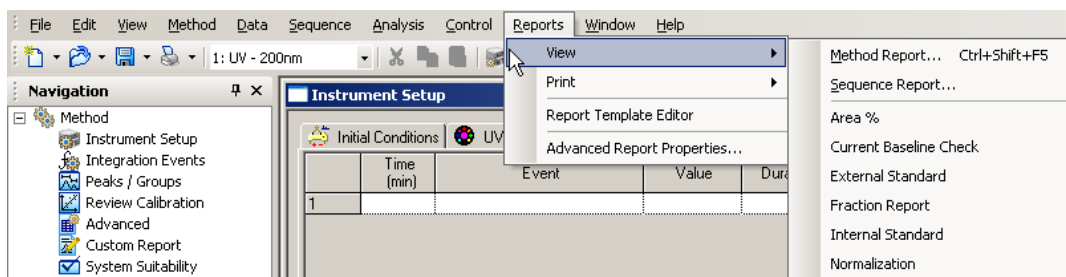 File Edit View Method Data Sequence Analysis Control Reports Window Help
1: UV - 200nm
View
Print
Report Template Editor
Advanced Report Properties...
Method Report... Ctrl+Shift+F5
Sequence Report...
Area %
Current Baseline Check
External Standard
Fraction Report
Internal Standard
Normalization
Navigation
Method
Instrument Setup
Integration Events
Peaks / Groups
Review Calibration
Advanced
Custom Report
System Suitability
Instrument Setup
Initial Conditions UV
Time
(min) Event Value Dura
1